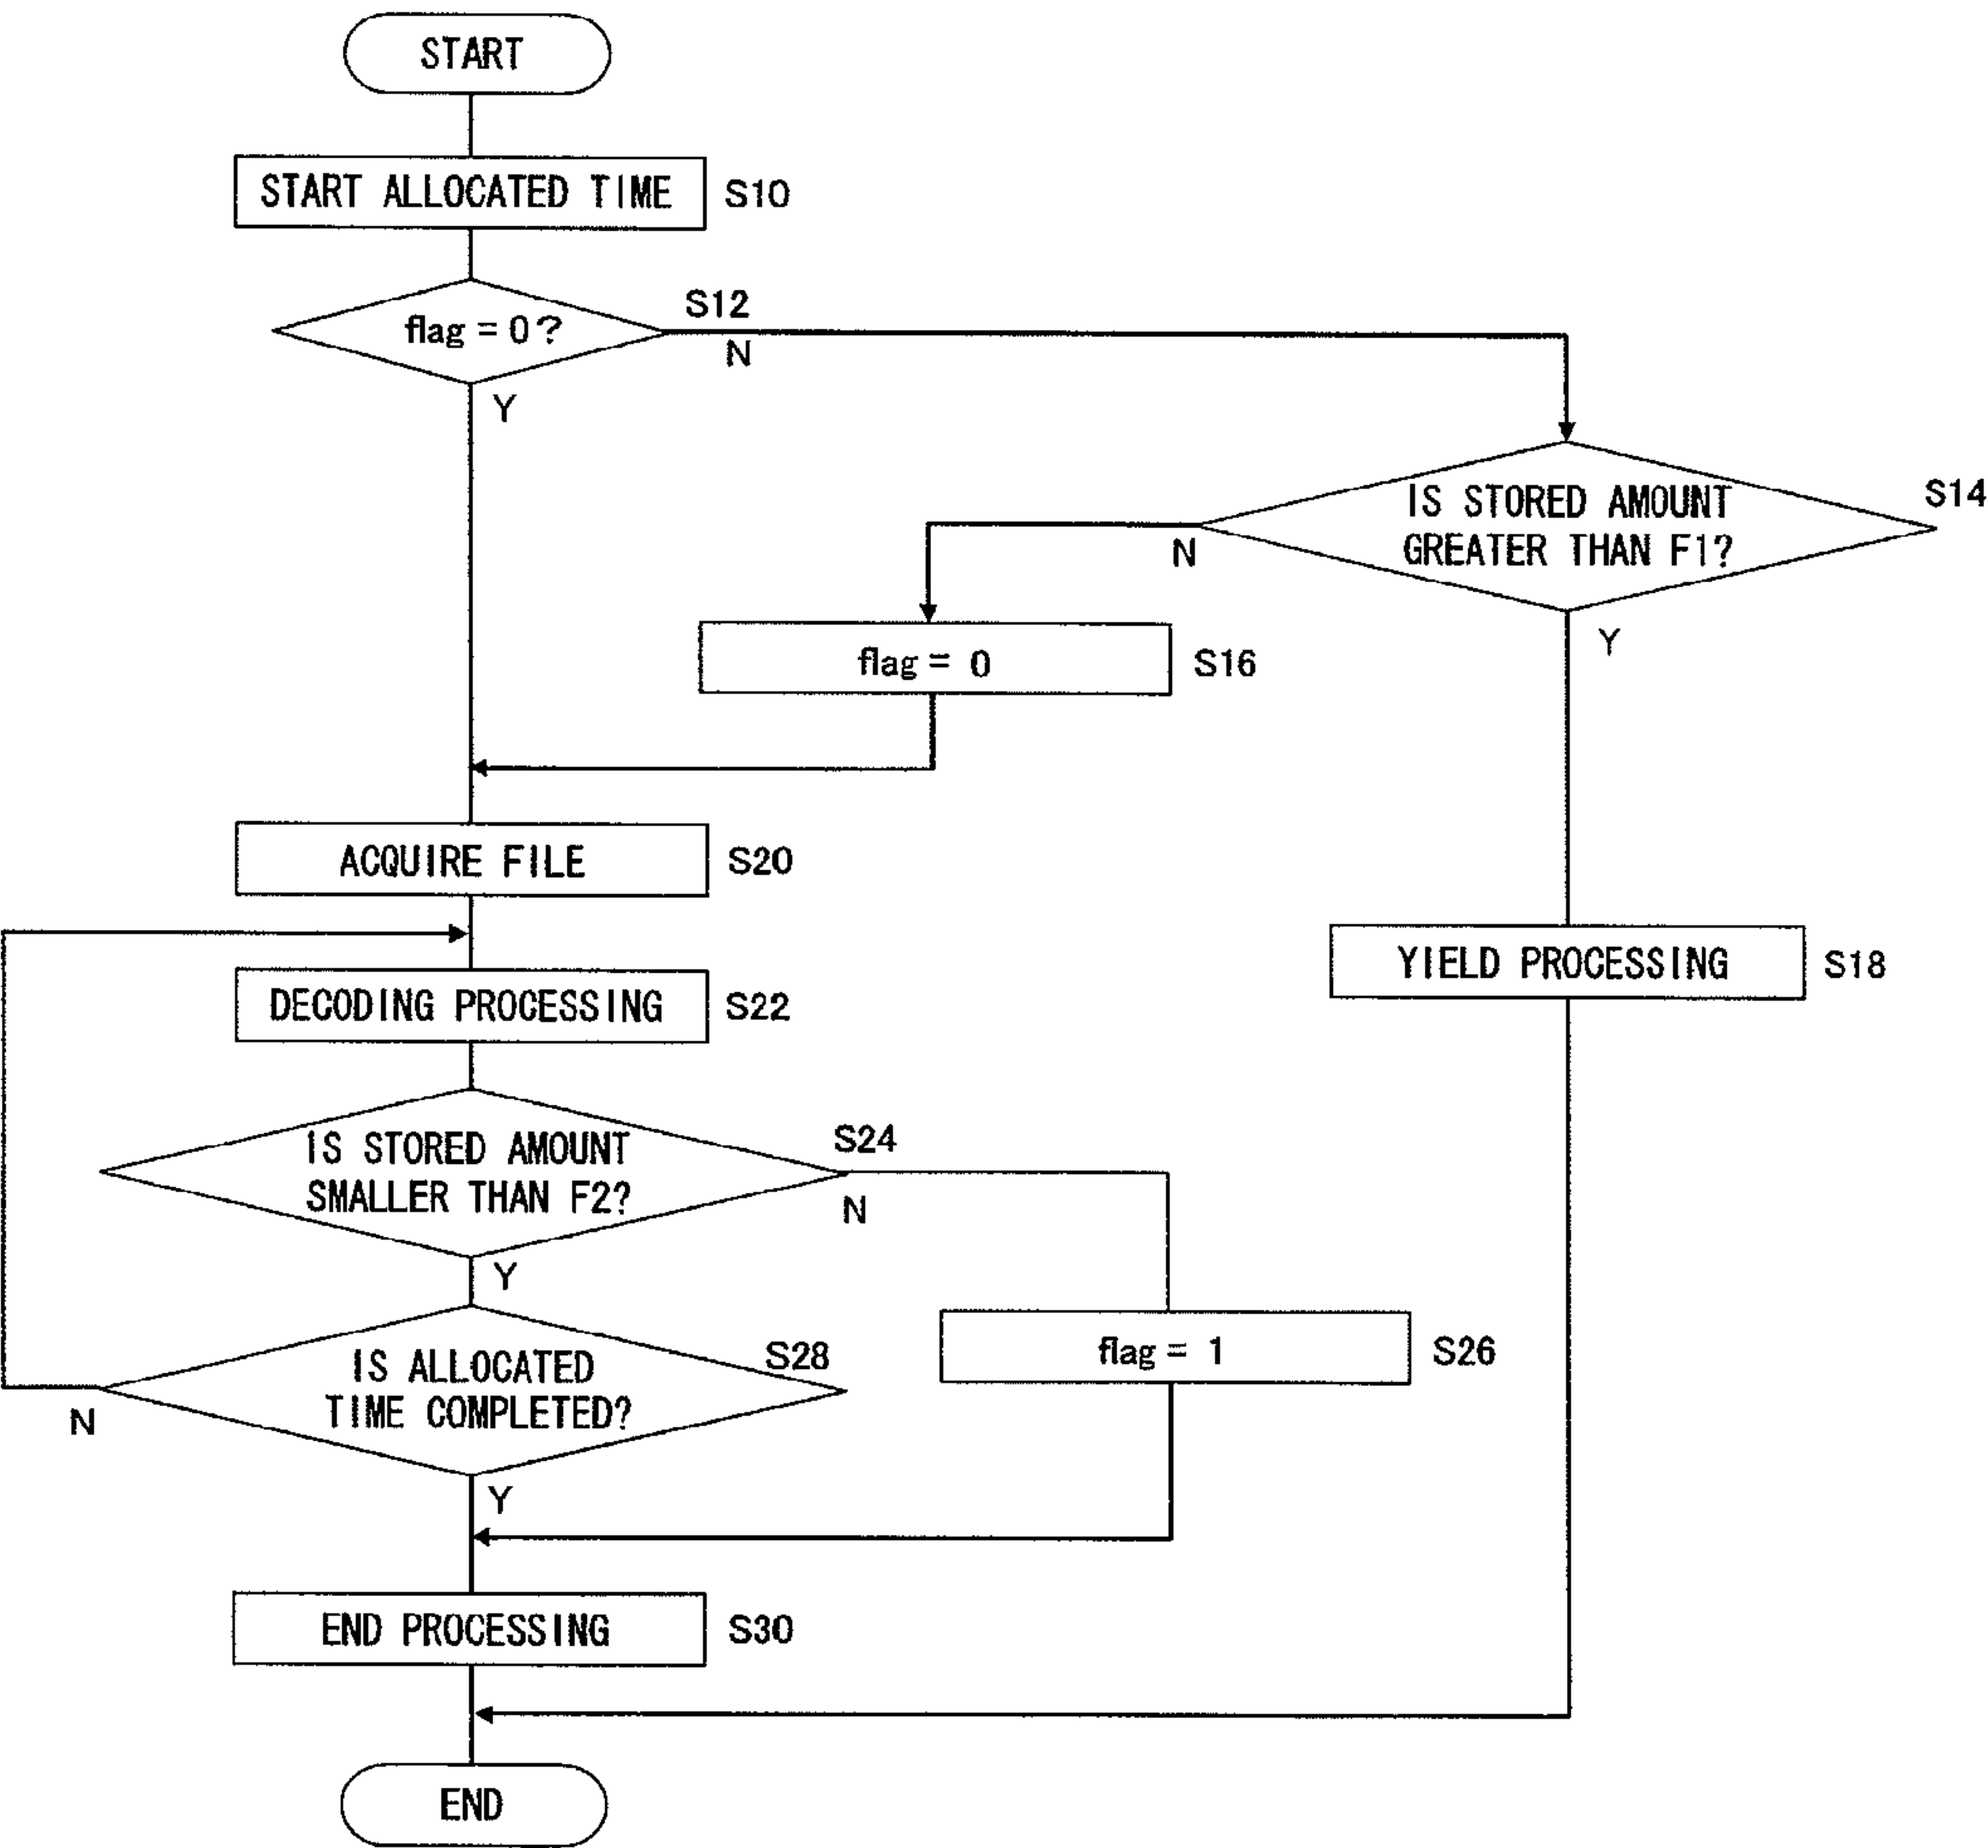 START
START ALLOCATED TIME
S10
flag = 0?
S12
N
Y
IS STORED AMOUNT
GREATER THAN F1?
S14
N
Y
flag = 0
S16
ACQUIRE FILE
S20
YIELD PROCESSING
S18
DECODING PROCESSING
S22
IS STORED AMOUNT
SMALLER THAN F2?
S24
N
Y
flag = 1
S26
IS ALLOCATED
TIME COMPLETED?
S28
N
Y
END PROCESSING
S30
END